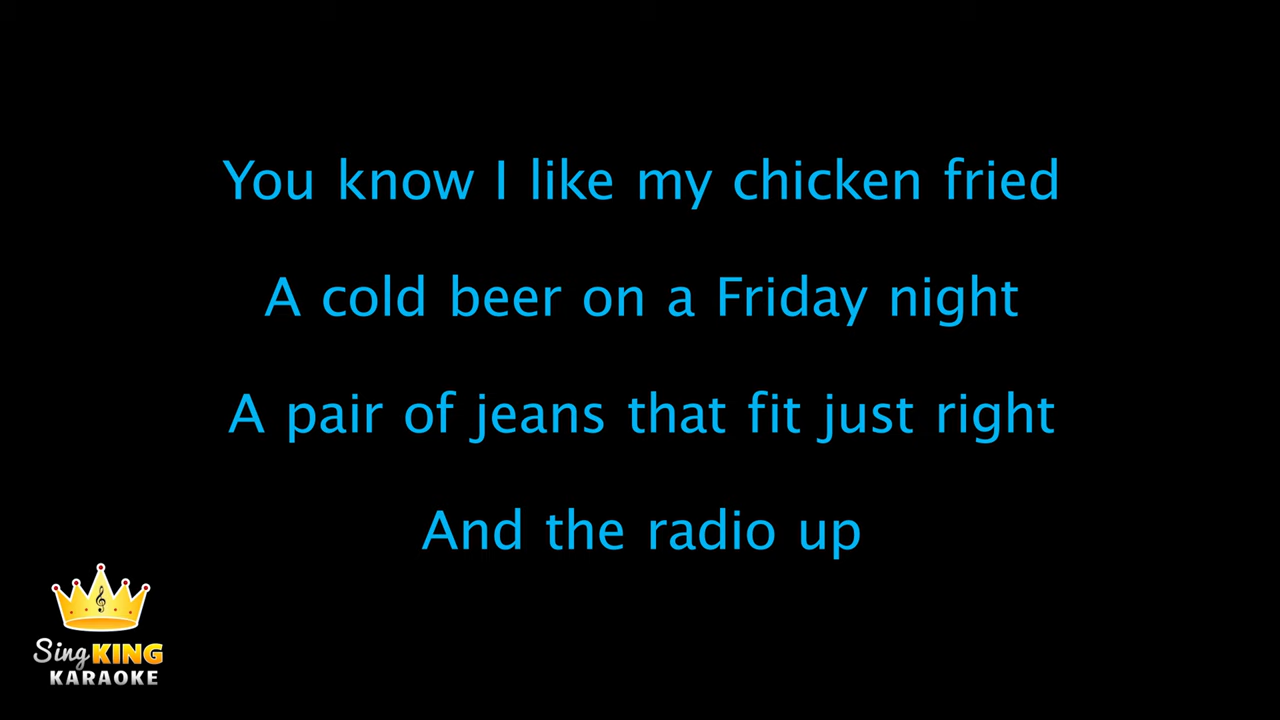 You know I like my chicken fried
A cold beer on a Friday night
A pair of jeans that fit just right
And the radio up
Sing KING
KARAOKE